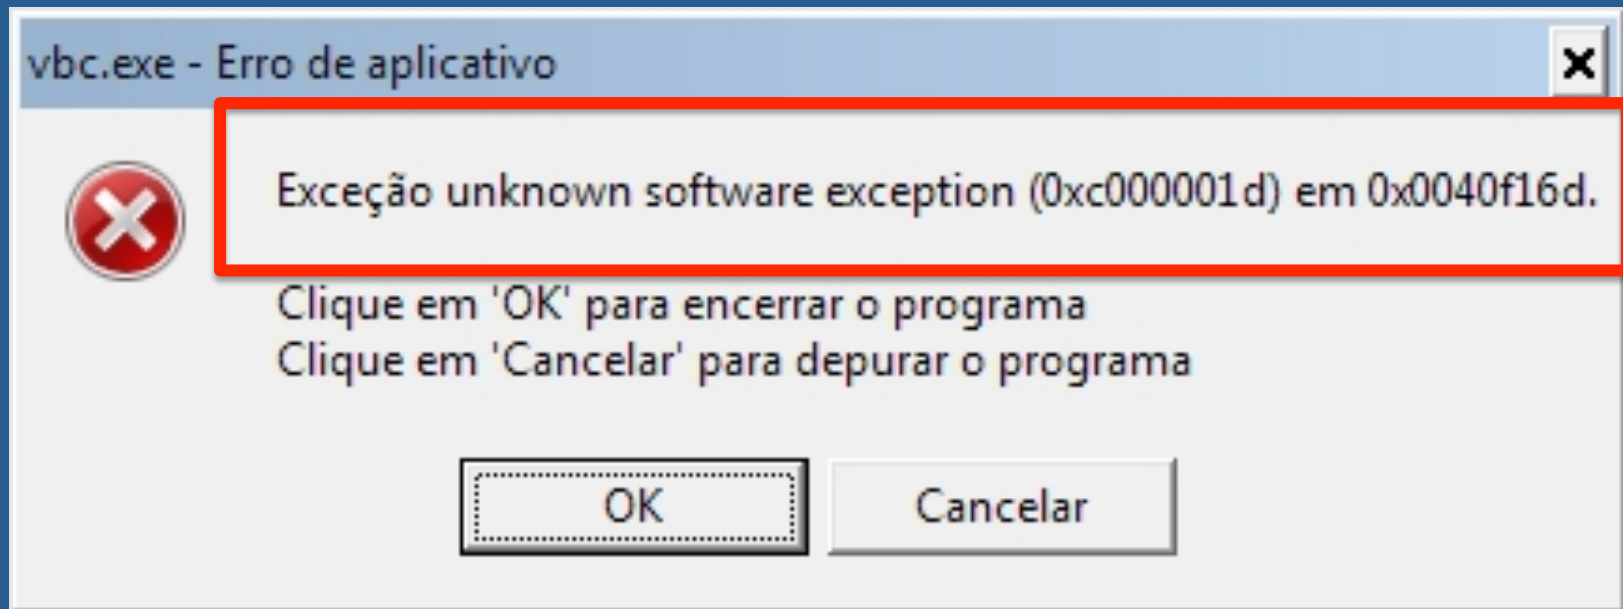 vbc.exe - Erro de aplicativo
Exceção unknown software exception (0xc000001d) em 0x0040f16d.
Clique em 'OK' para encerrar o programa
Clique em 'Cancelar' para depurar o programa
OK
Cancelar